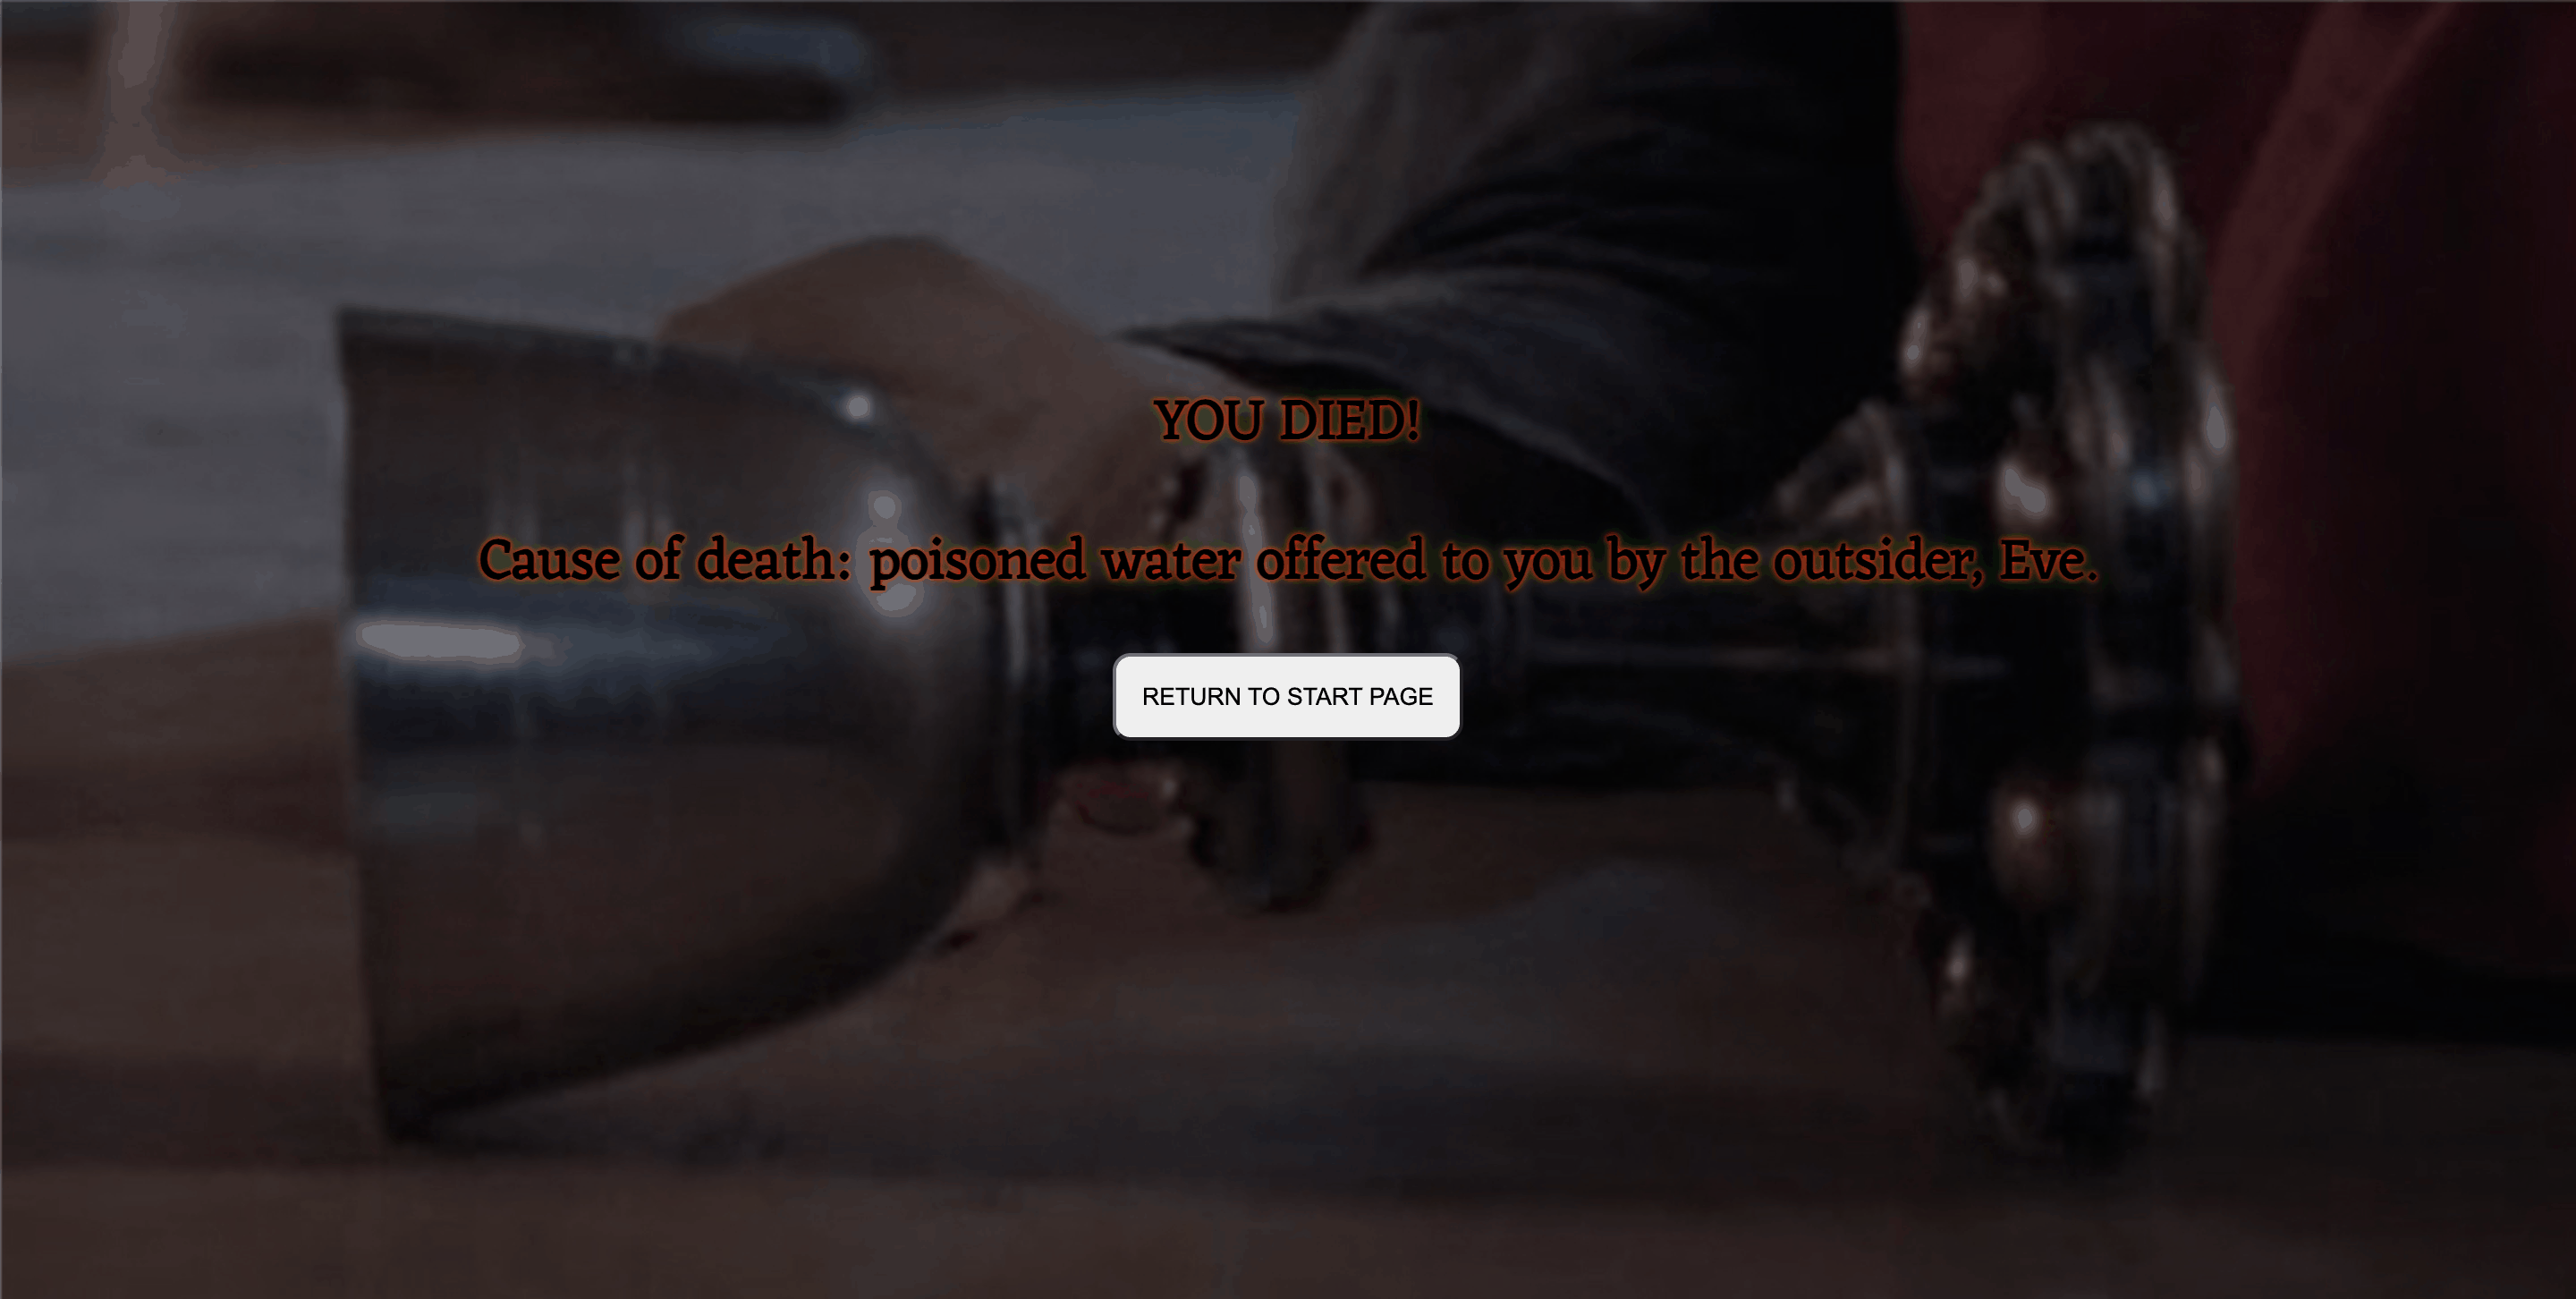 YOU DIED!
Cause of death: poisoned water offered to you by the outsider, Eve.
RETURN TO START PAGE